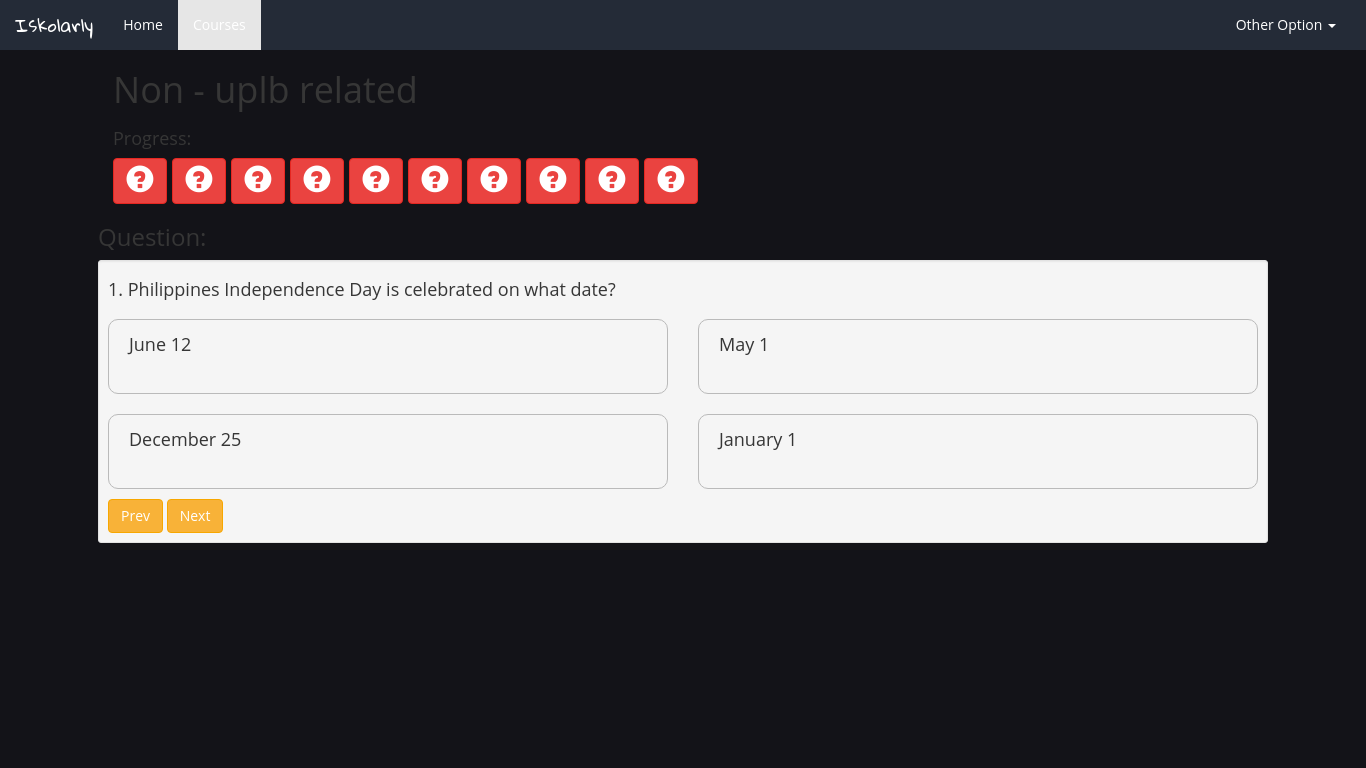 Iskolarly Home Courses Other Option
Non - uplb related
Progress:
Question:
1. Philippines Independence Day is celebrated on what date?
June 12 May 1
December 25 January 1
Prev Next